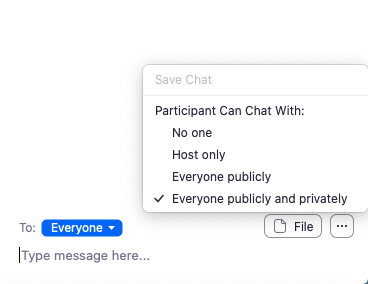 Save Chat
Participant Can Chat With:
No one
Host only
Everyone publicly
Everyone publicly and privately
To: Everyone
File
Type message here...